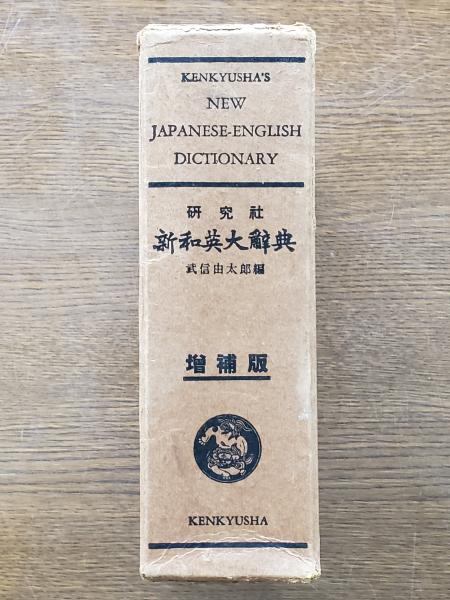 KENKYUSHA'S
NEW
JAPANESE-ENGLISH
DICTIONARY
研究社
新和英大辭典
武信由太郎編
増補版
KENKYUSHA